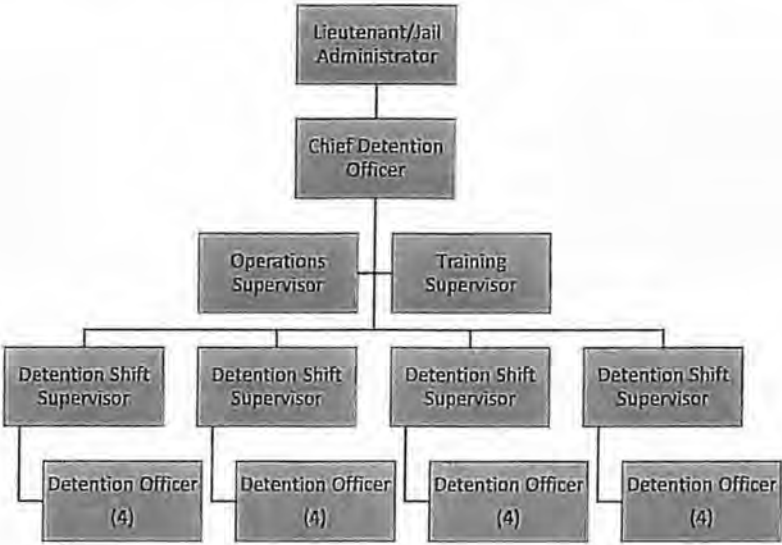 Lieutenant/Jail
Administrator
Chief Detention
Officer
Operations
Supervisor
Training
Supervisor
Detention Shift
Supervisor
Detention Shift
Supervisor
Detention Shift
Supervisor
Detention Shift
Supervisor
Detention Officer
(4)
Detention Officer
(4)
Detention Officer
(4)
Detention Officer
(4)